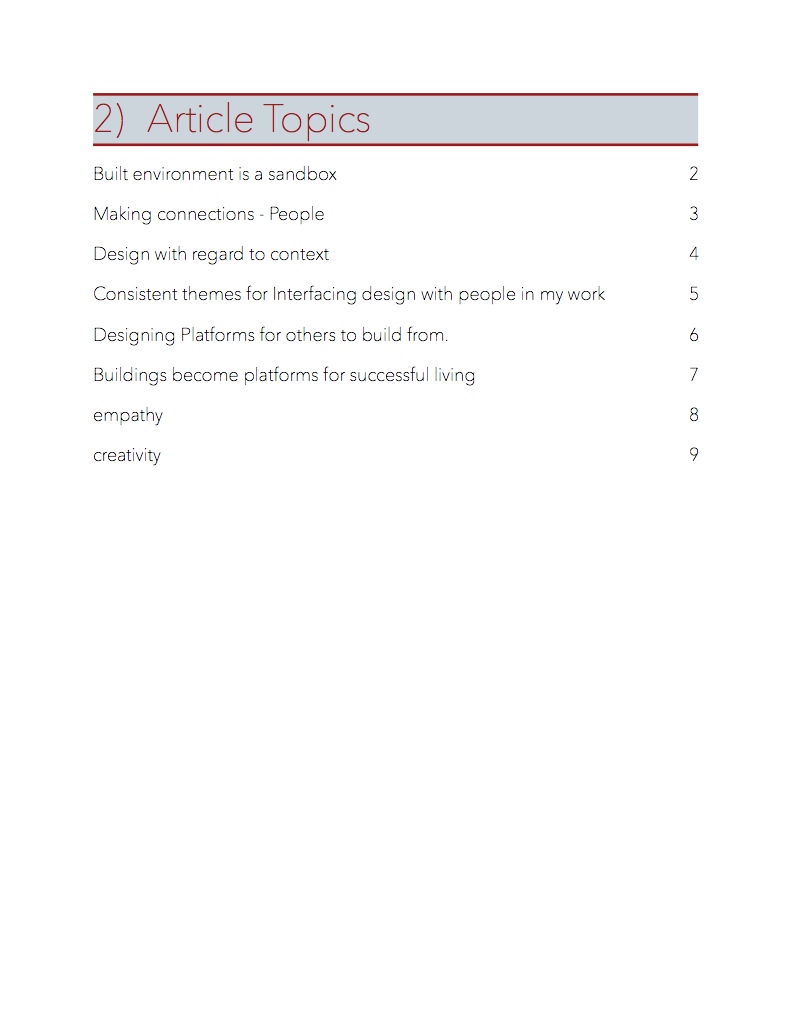 2) Article Topics
Built environment is a sandbox 2
Making connections - People 3
Design with regard to context 4
Consistent themes for Interfacing design with people in my work 5
Designing Platforms for others to build from. 6
Buildings become platforms for successful living 7
empathy 8
creativity 9